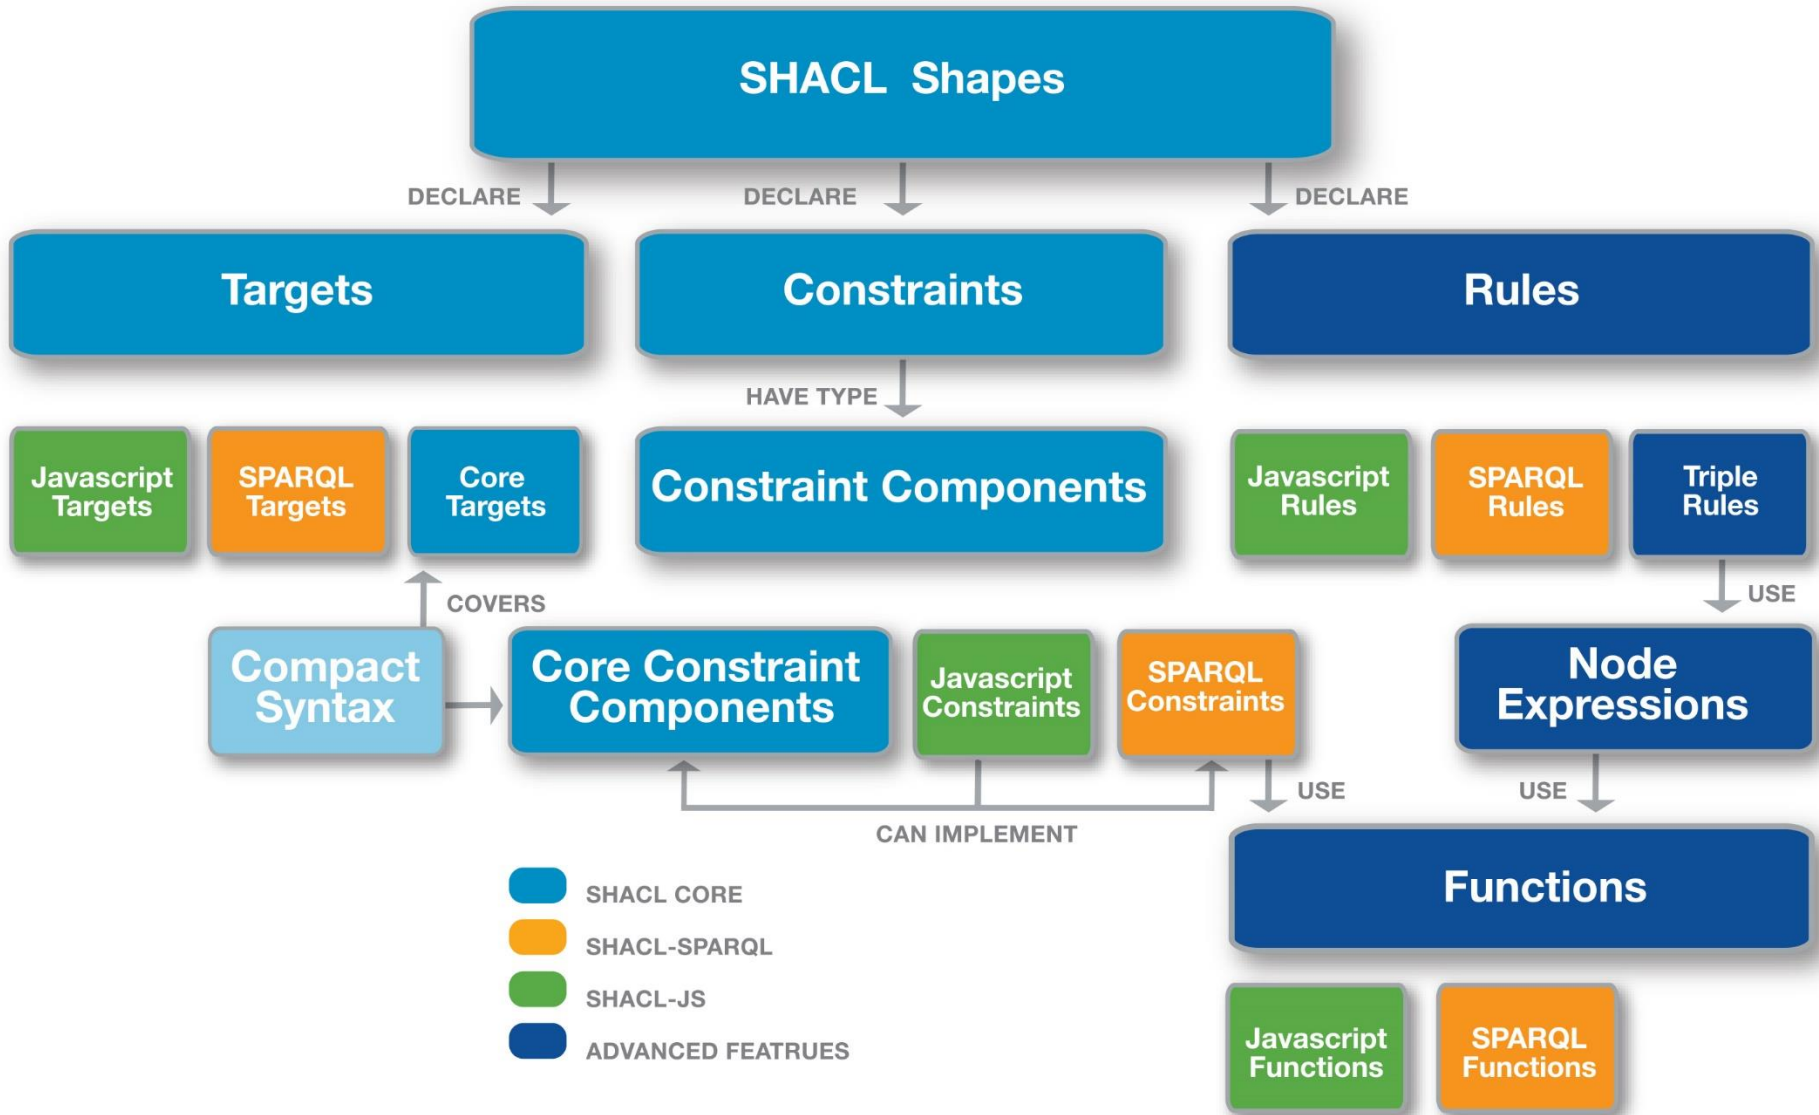 SHACL Shapes
DECLARE
DECLARE
DECLARE
Targets
Constraints
Rules
HAVE TYPE
Javascript
Targets
SPARQL
Targets
Core
Targets
Constraint Components
Javascript
Rules
SPARQL
Rules
Triple
Rules
COVERS
USE
Compact
Syntax
Core Constraint
Components
Javascript
Constraints
SPARQL
Constraints
Node
Expressions
USE
USE
CAN IMPLEMENT
Functions
SHACL CORE
SHACL-SPARQL
SHACL-JS
ADVANCED FEATRUES
Javascript
Functions
SPARQL
Functions